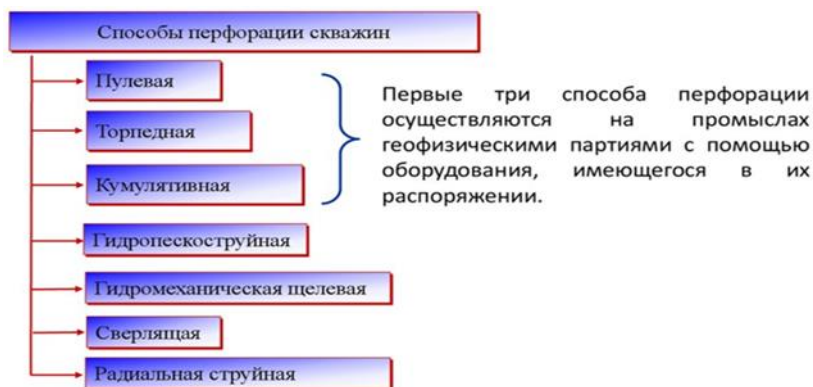 Способы перфорации скважин
Пулевая
Торпедная
Кумулятивная
Первые три способа перфорации
осуществляются на промыслах
геофизическими партиями с помощью
оборудования, имеющегося в их
распоряжении.
Гидропескоструйная
Гидромеханическая щелевая
Сверлящая
Радиальная струйная